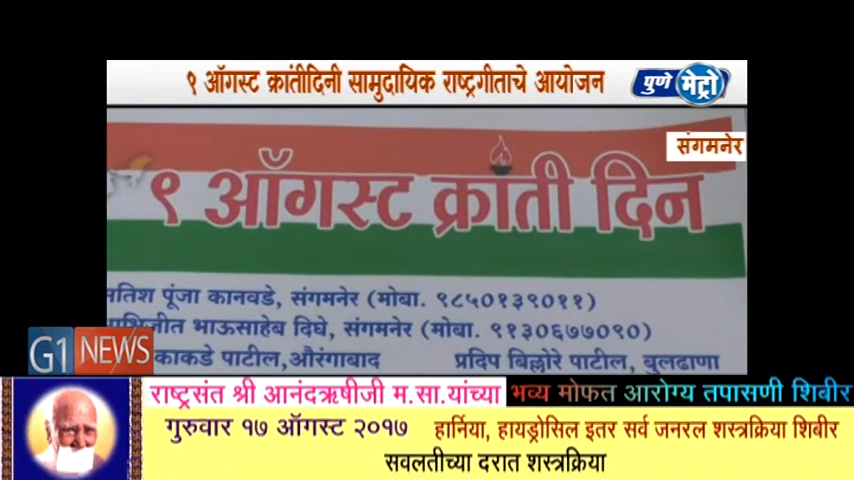 ९ ऑगस्ट क्रांतीदिनी सामुदायिक राष्ट्रगीताचे आयोजन
पुणे मेट्रो
संगमनेर
९ ऑगस्ट क्रांती दिन
पूंजा कानवडे, संगमनेर (मोबा. ९८५०१३९०११)
भाऊसाहेब दिघे, संगमनेर (मोबा. ९१३०६७७०९०)
काकडे पाटील,औरंगाबाद प्रदिप बिल्लोरे पाटील, बुलढाणा
G1 NEWS
राष्ट्रसंत श्री आनंदऋषीजी म.सा.यांच्या भव्य मोफत आरोग्य तपासणी शिबीर
गुरुवार १७ ऑगस्ट २०१७ हार्निया, हायड्रोसिल इतर सर्व जनरल शस्त्रक्रिया शिबीर
सवलतीच्या दरात शस्त्रक्रिया